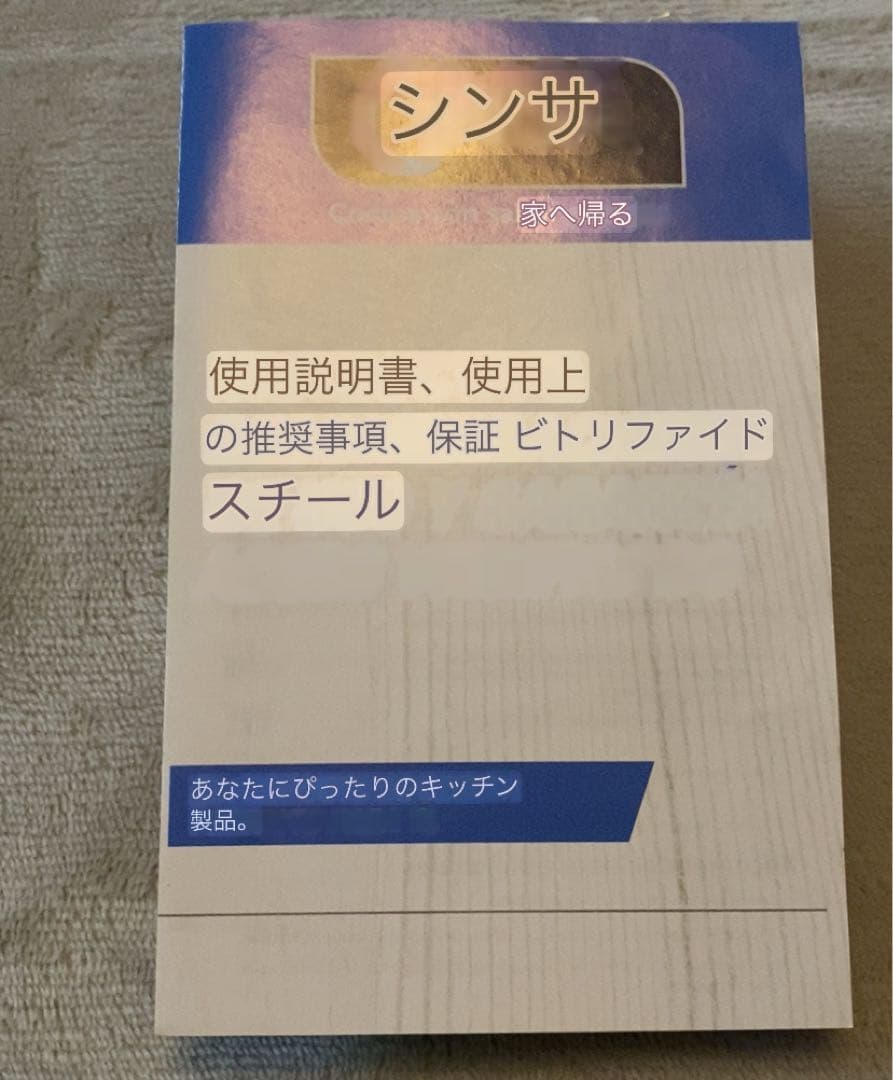 シンサ
家へ帰る
使用説明書、使用上
の推奨事項、保証 ビトリファイド
スチール
あなたにぴったりのキッチン
製品。